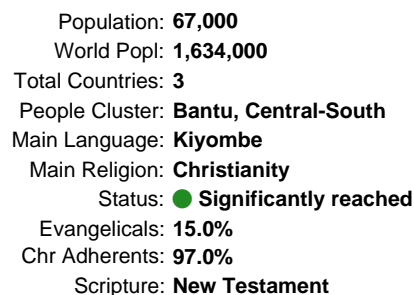 Population: 67,000
World Popl: 1,634,000
Total Countries: 3
People Cluster: Bantu, Central-South
Main Language: Kiyombe
Main Religion: Christianity
Status: Significantly reached
Evangelicals: 15.0%
Chr Adherents: 97.0%
Scripture: New Testament